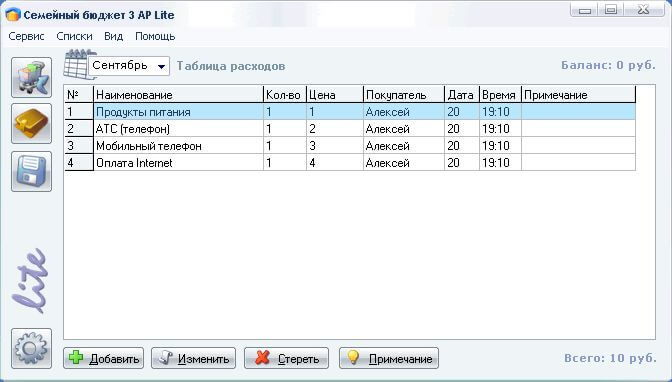 Семейный бюджет 3 AP Lite
Сервис Списки Вид Помощь
Сентябрь Таблица расходов Баланс: 0 руб.
№ Наименование Кол-во Цена Покупатель Дата Время Примечание
1 Продукты питания 1 1 Алексей 20 19:10
2 АТС (телефон) 1 2 Алексей 20 19:10
3 Мобильный телефон 1 3 Алексей 20 19:10
4 Оплата Internet 1 4 Алексей 20 19:10
lite
Добавить Изменить Стереть Примечание Всего: 10 руб.